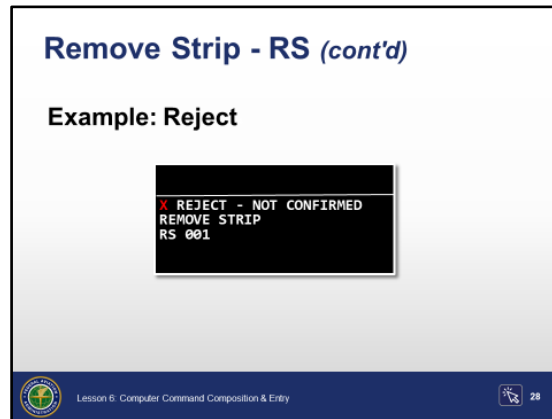 Remove Strip - RS (cont'd)
Example: Reject
X REJECT - NOT CONFIRMED
REMOVE STRIP
RS 001
Lesson 6: Computer Command Composition & Entry
28